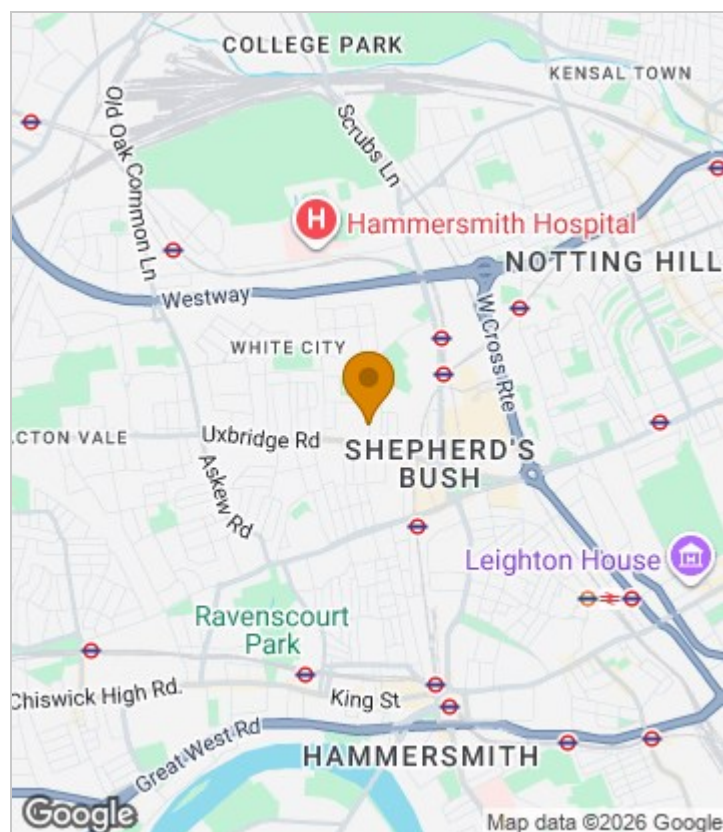 COLLEGE PARK
KENSAL TOWN
Old Oak Common Ln
Scrubs Ln
H
Hammersmith Hospital
NOTTING HILL
Westway
W Cross Rte
WHITE CITY
ACTON VALE
Uxbridge Rd
SHEPHERD'S
BUSH
Askew Rd
Leighton House
Ravenscourt
Park
Chiswick High Rd.
King St
Great West Rd
HAMMERSMITH
Google
Map data ©2026 Google